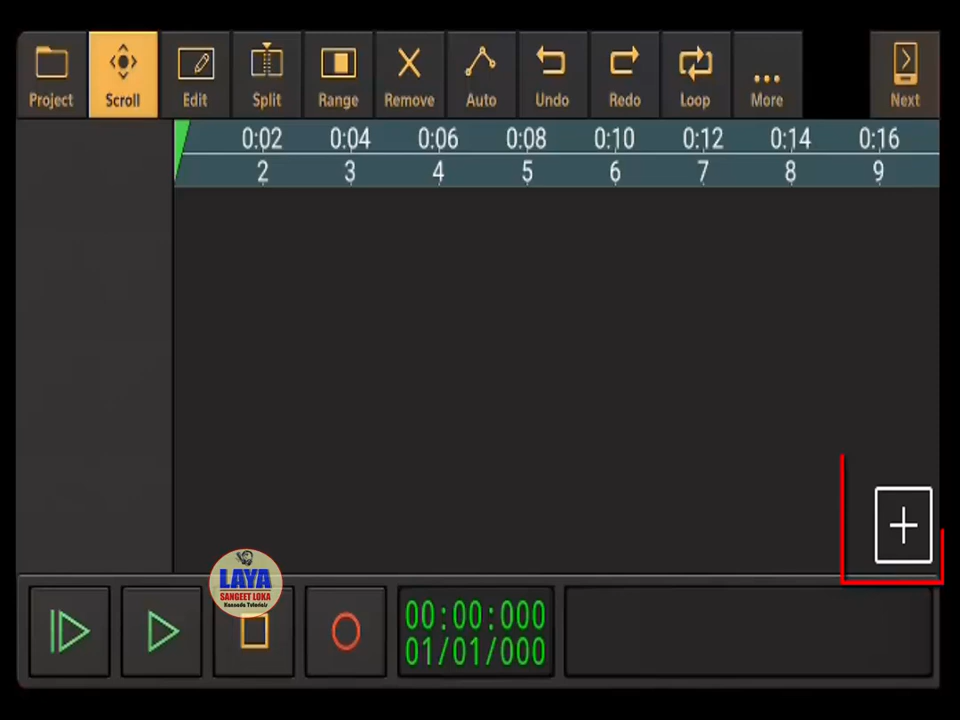 Project Scroll Edit Split Range Remove Auto Undo Redo Loop More Next
0:02 0:04 0:06 0:08 0:10 0:12 0:14 0:16
2 3 4 5 6 7 8 9
LAYA
SANGEET LOKA
Kannada Tutorials
00:00:000
01/01/000